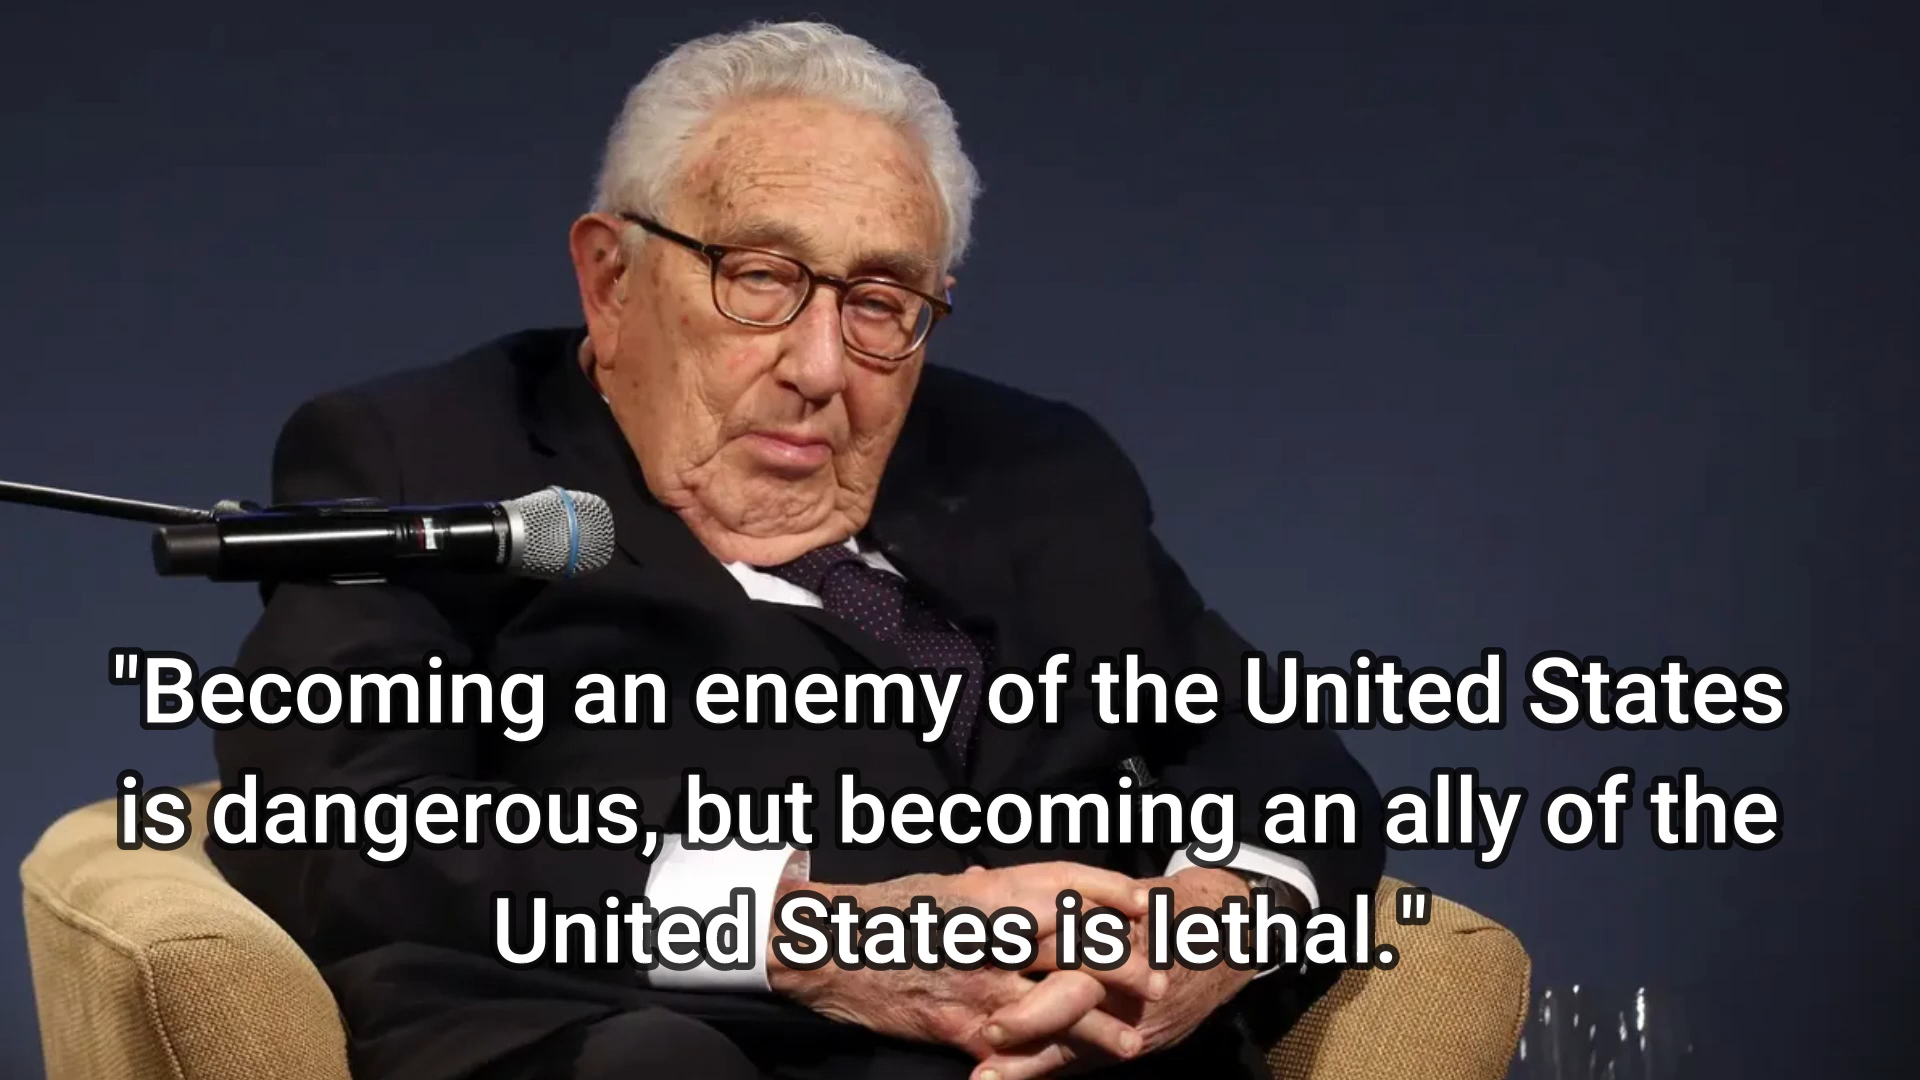 "Becoming an enemy of the United States
is dangerous, but becoming an ally of the
United States is lethal."